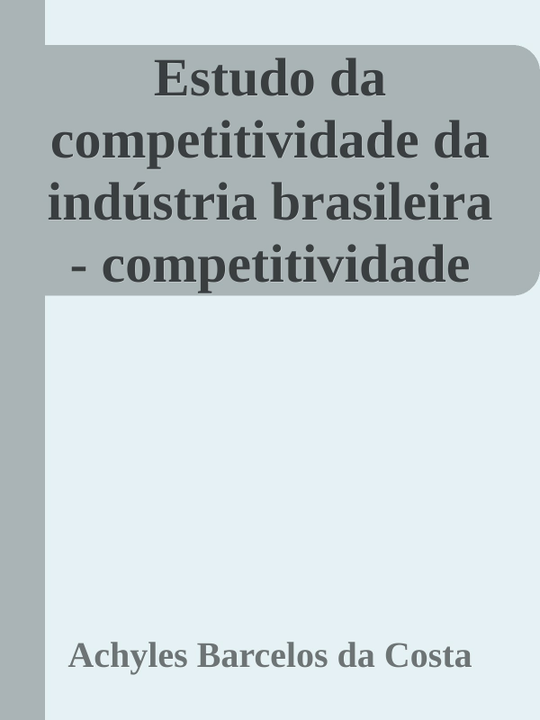 Estudo da
competitividade da
indústria brasileira
- competitividade
Achyles Barcelos da Costa